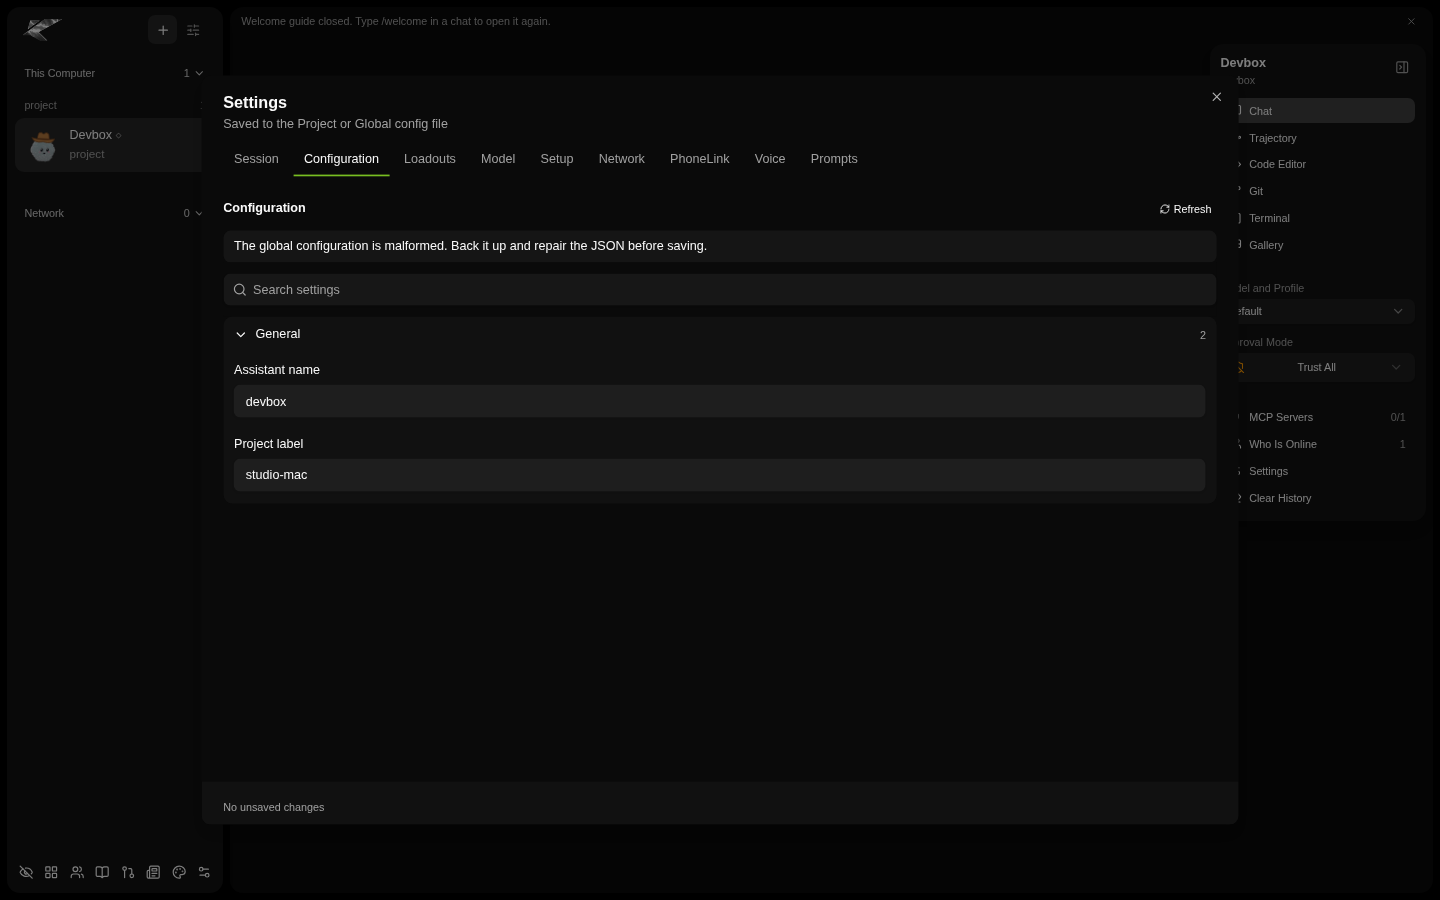 Welcome guide closed. Type /welcome in a chat to open it again.
This Computer 1
project
Devbox
project
Network 0
Settings
Saved to the Project or Global config file
Session Configuration Loadouts Model Setup Network PhoneLink Voice Prompts
Configuration
Refresh
The global configuration is malformed. Back it up and repair the JSON before saving.
Search settings
General 2
Assistant name
devbox
Project label
studio-mac
No unsaved changes
Devbox
Chat
Trajectory
Code Editor
Git
Terminal
Gallery
and Profile
Mode
Trust All
MCP Servers 0/1
Who Is Online 1
Settings
Clear History